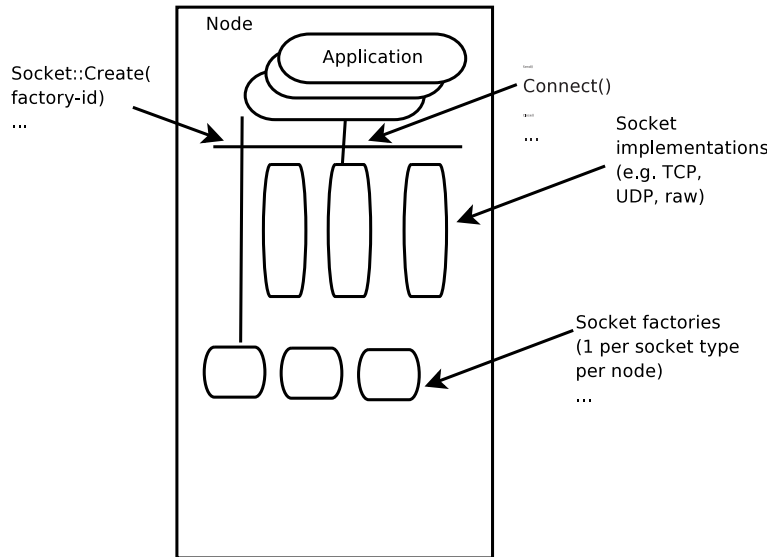 Node
Application
Socket::Create(
factory-id)
...
Connect()
...
Socket
implementations
(e.g. TCP,
UDP, raw)
Socket factories
(1 per socket type
per node)
...